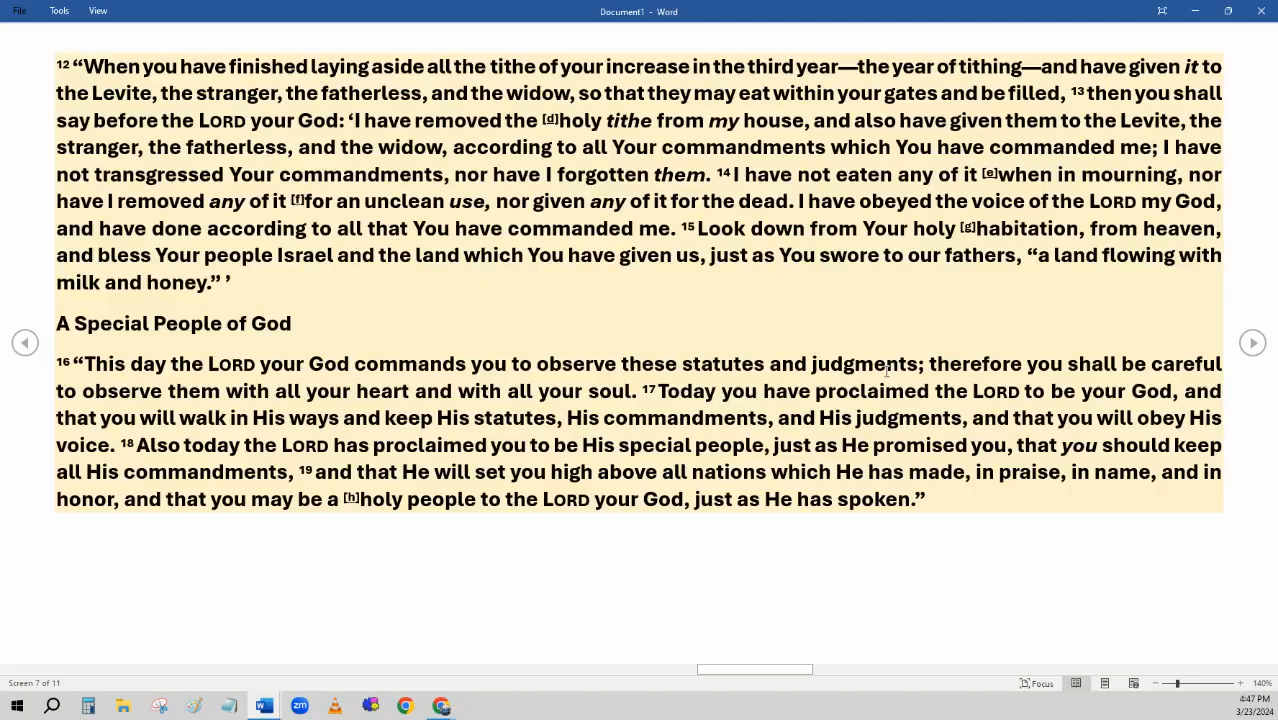 File Tools View Document1 - Word
12 “When you have finished laying aside all the tithe of your increase in the third year—the year of tithing—and have given it to
the Levite, the stranger, the fatherless, and the widow, so that they may eat within your gates and be filled, 13 then you shall
say before the LORD your God: ‘I have removed the [d]holy tithe from my house, and also have given them to the Levite, the
stranger, the fatherless, and the widow, according to all Your commandments which You have commanded me; I have
not transgressed Your commandments, nor have I forgotten them. 14 I have not eaten any of it [e]when in mourning, nor
have I removed any of it [f]for an unclean use, nor given any of it for the dead. I have obeyed the voice of the LORD my God,
and have done according to all that You have commanded me. 15 Look down from Your holy [g]habitation, from heaven,
and bless Your people Israel and the land which You have given us, just as You swore to our fathers, “a land flowing with
milk and honey.” ’
A Special People of God
16 “This day the LORD your God commands you to observe these statutes and judgments; therefore you shall be careful
to observe them with all your heart and with all your soul. 17 Today you have proclaimed the LORD to be your God, and
that you will walk in His ways and keep His statutes, His commandments, and His judgments, and that you will obey His
voice. 18 Also today the LORD has proclaimed you to be His special people, just as He promised you, that you should keep
all His commandments, 19 and that He will set you high above all nations which He has made, in praise, in name, and in
honor, and that you may be a [h]holy people to the LORD your God, just as He has spoken.”
Screen 7 of 11 Focus 140%
zm
4:47 PM
3/23/2024